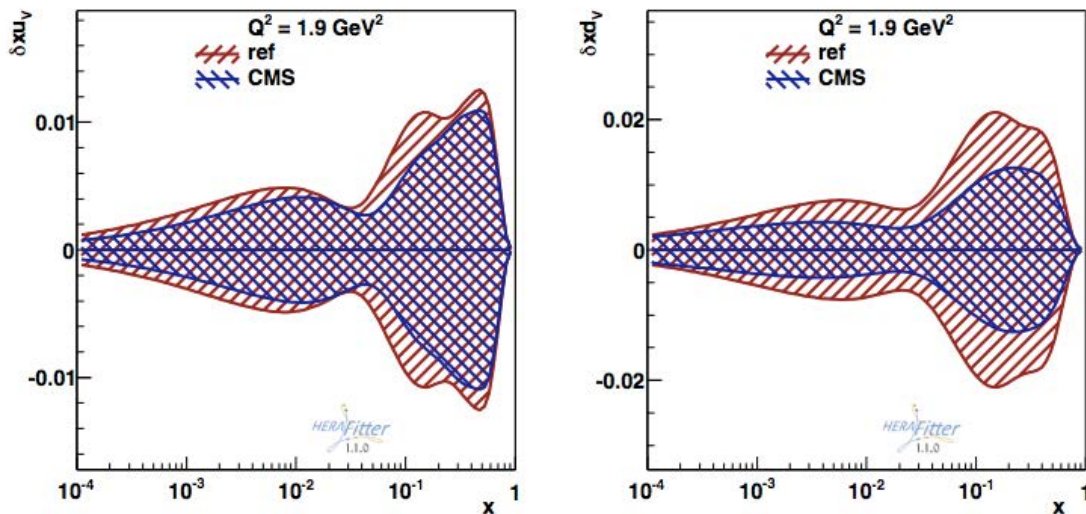 δxu_V
Q² = 1.9 GeV²
ref
CMS
0.01
0
-0.01
HERAFitter
1.1.0
10⁻⁴ 10⁻³ 10⁻² 10⁻¹ 1
x
δxd_V
Q² = 1.9 GeV²
ref
CMS
0.02
0
-0.02
HERAFitter
1.1.0
10⁻⁴ 10⁻³ 10⁻² 10⁻¹ 1
x